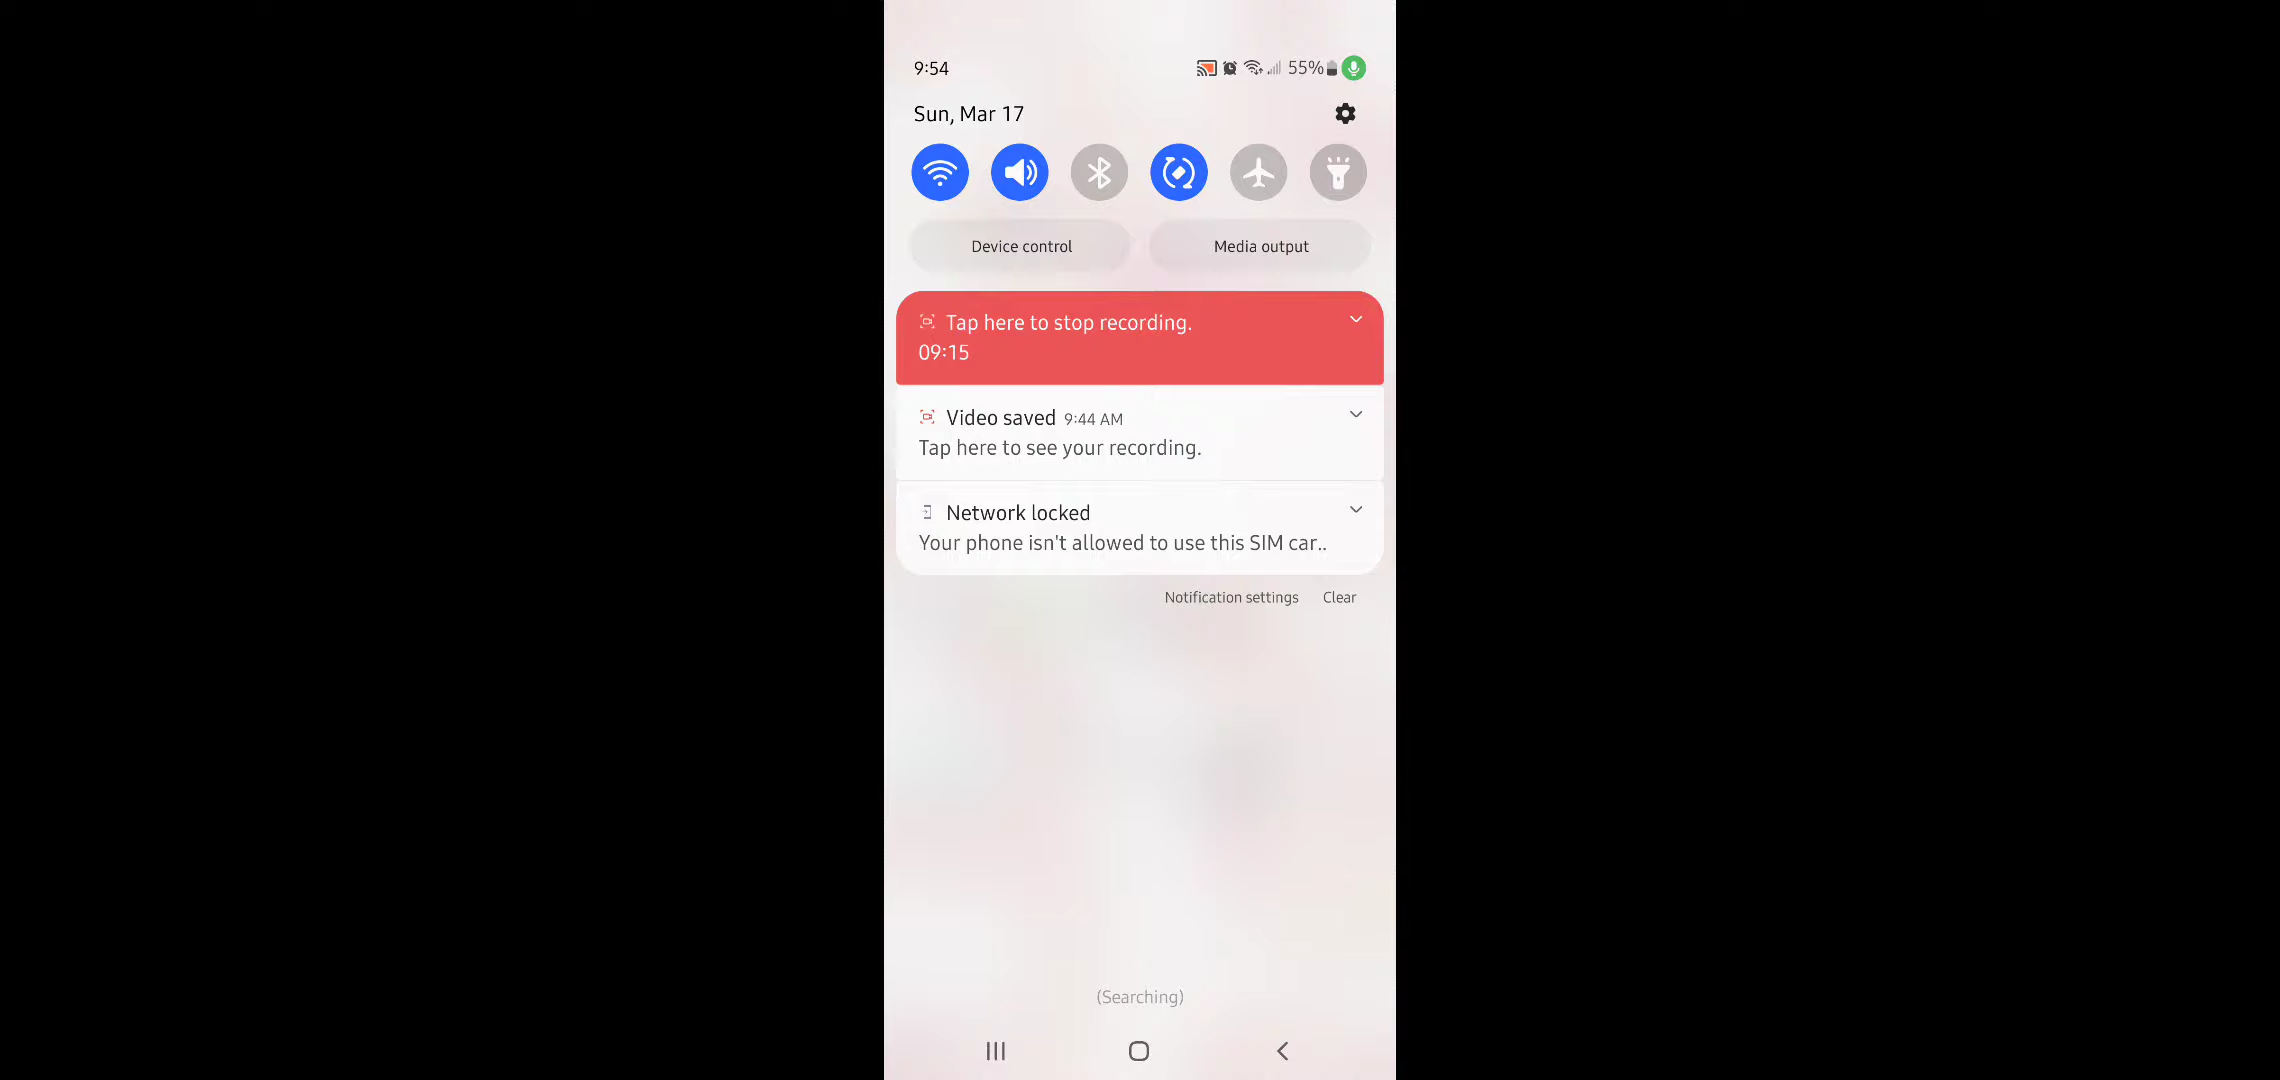 9:54
55%
Sun, Mar 17
Device control
Media output
Tap here to stop recording.
09:15
Video saved 9:44 AM
Tap here to see your recording.
Network locked
Your phone isn't allowed to use this SIM car..
Notification settings Clear
(Searching)